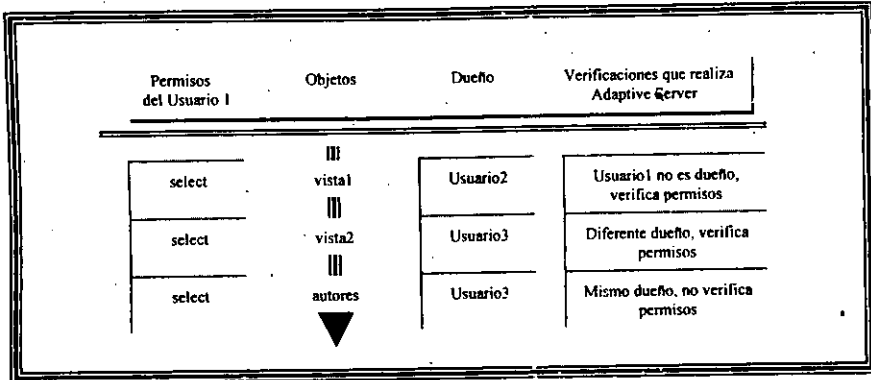 Permisos
del Usuario 1
Objetos
Dueño
Verificaciones que realiza
Adaptive Server
select
vista1
Usuario2
Usuario1 no es dueño,
verifica permisos
select
vista2
Usuario3
Diferente dueño, verifica
permisos
select
autores
Usuario3
Mismo dueño, no verifica
permisos